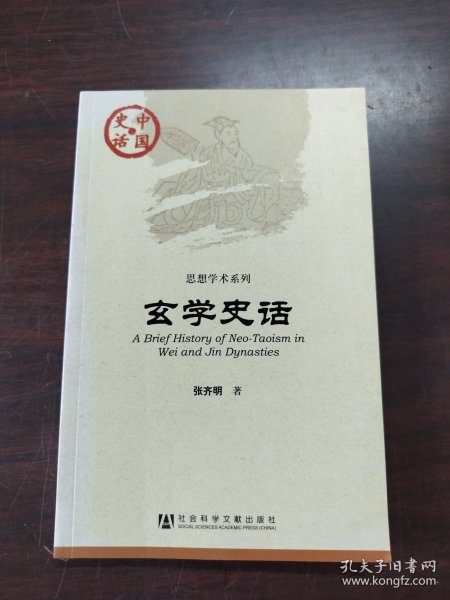 中国
史话
思想学术系列
玄学史话
A Brief History of Neo-Taoism in
Wei and Jin Dynasties
张齐明 著
社会科学文献出版社
SOCIAL SCIENCES ACADEMIC PRESS (CHINA)
孔夫子旧书网
www.kongfz.com